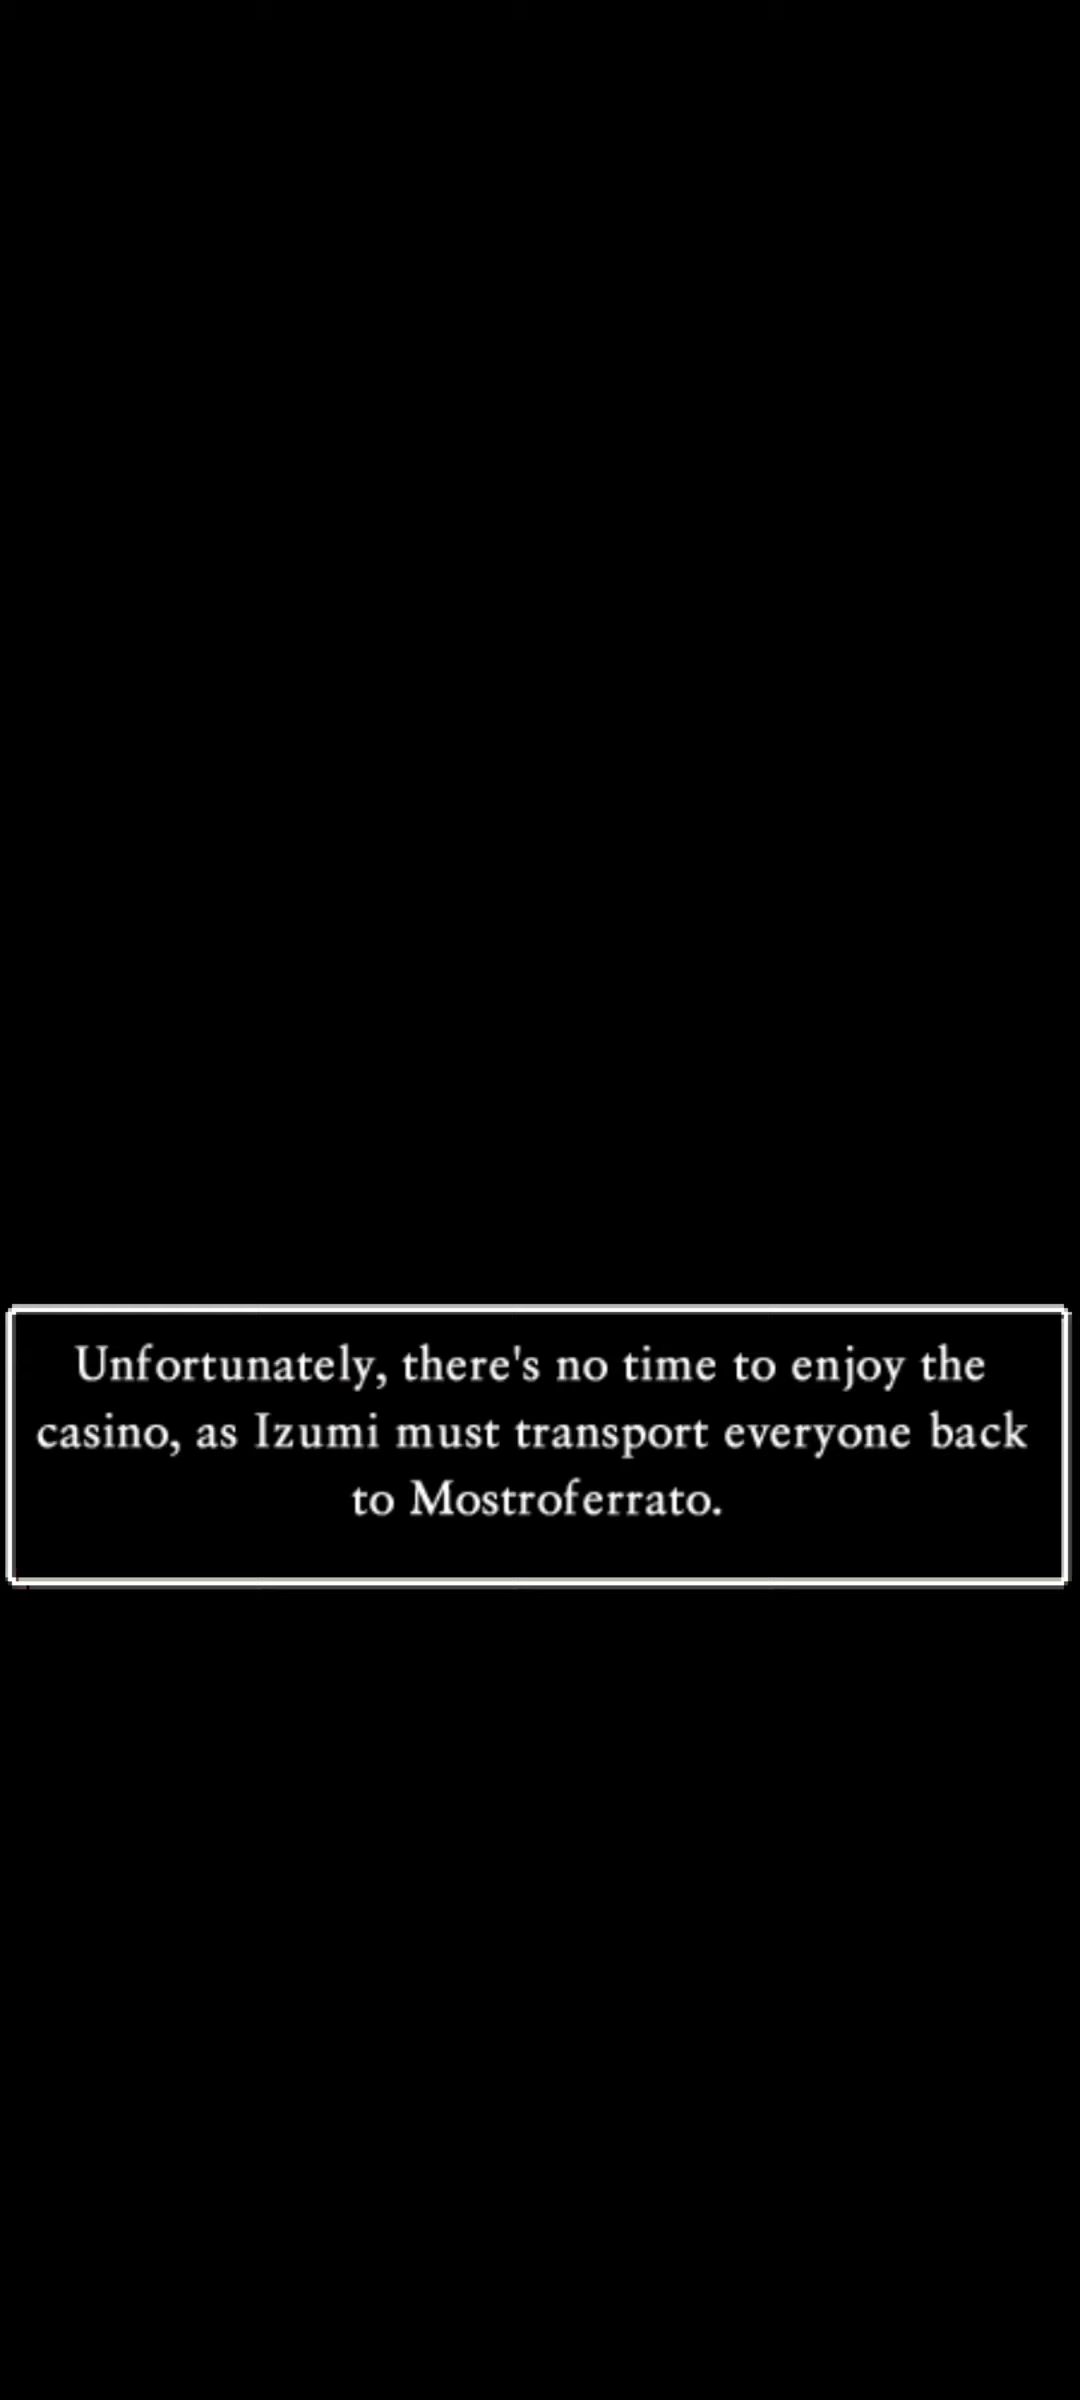 Unfortunately, there's no time to enjoy the
casino, as Izumi must transport everyone back
to Mostroferrato.